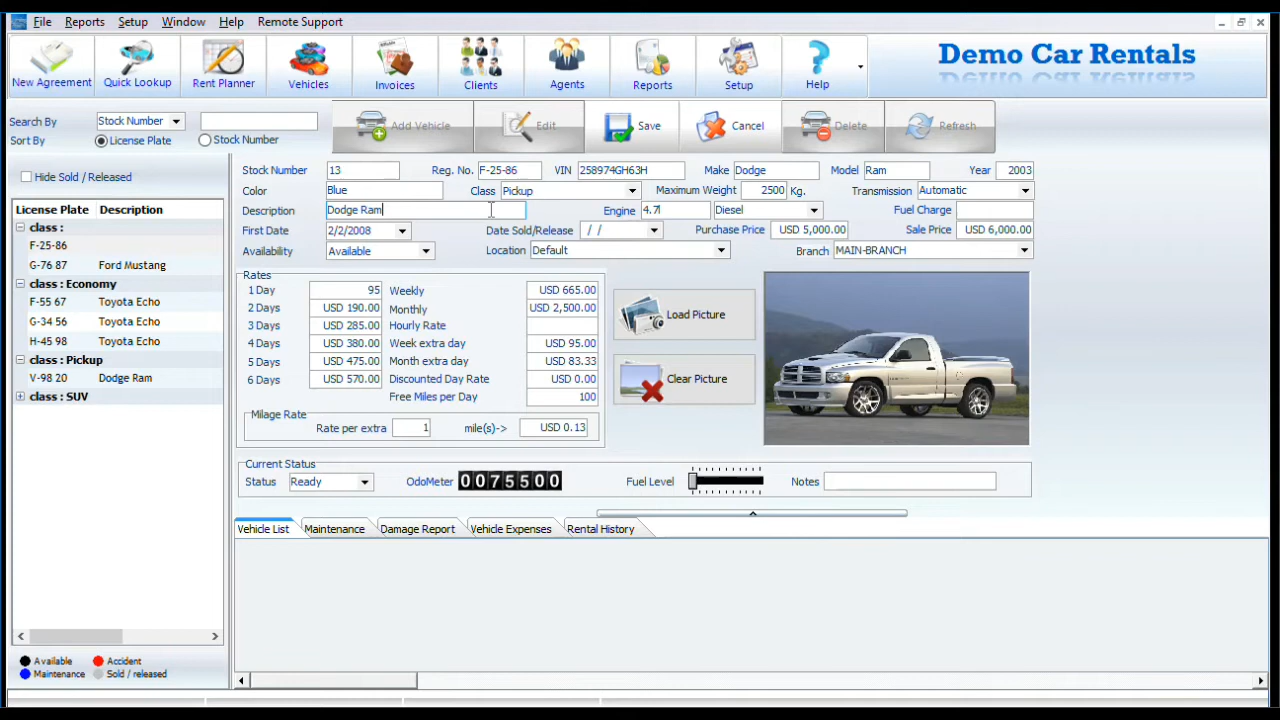 File Reports Setup Window Help Remote Support
New Agreement Quick Lookup Rent Planner Vehicles Invoices Clients Agents Reports Setup Help
Demo Car Rentals
Search By Stock Number
Sort By License Plate Stock Number
Add Vehicle Edit Save Cancel Delete Refresh
Hide Sold / Released
License Plate Description
class :
F-25-86
G-76 87 Ford Mustang
class : Economy
F-55 67 Toyota Echo
G-34 56 Toyota Echo
H-45 98 Toyota Echo
class : Pickup
V-98 20 Dodge Ram
class : SUV
Available Accident
Maintenance Sold / released
Stock Number 13 Reg. No. F-25-86 VIN 258974GH63H Make Dodge Model Ram Year 2003
Color Blue Class Pickup Maximum Weight 2500 Kg. Transmission Automatic
Description Dodge Ram Engine 4.7 Diesel Fuel Charge
First Date 2/2/2008 Date Sold/Release / / Purchase Price USD 5,000.00 Sale Price USD 6,000.00
Availability Available Location Default Branch MAIN-BRANCH
Rates
1 Day 95 Weekly USD 665.00
2 Days USD 190.00 Monthly USD 2,500.00
3 Days USD 285.00 Hourly Rate
4 Days USD 380.00 Week extra day USD 95.00
5 Days USD 475.00 Month extra day USD 83.33
6 Days USD 570.00 Discounted Day Rate USD 0.00
Free Miles per Day 100
Milage Rate
Rate per extra 1 mile(s)-> USD 0.13
Load Picture
Clear Picture
Current Status
Status Ready OdoMeter 0075500 Fuel Level Notes
Vehicle List Maintenance Damage Report Vehicle Expenses Rental History